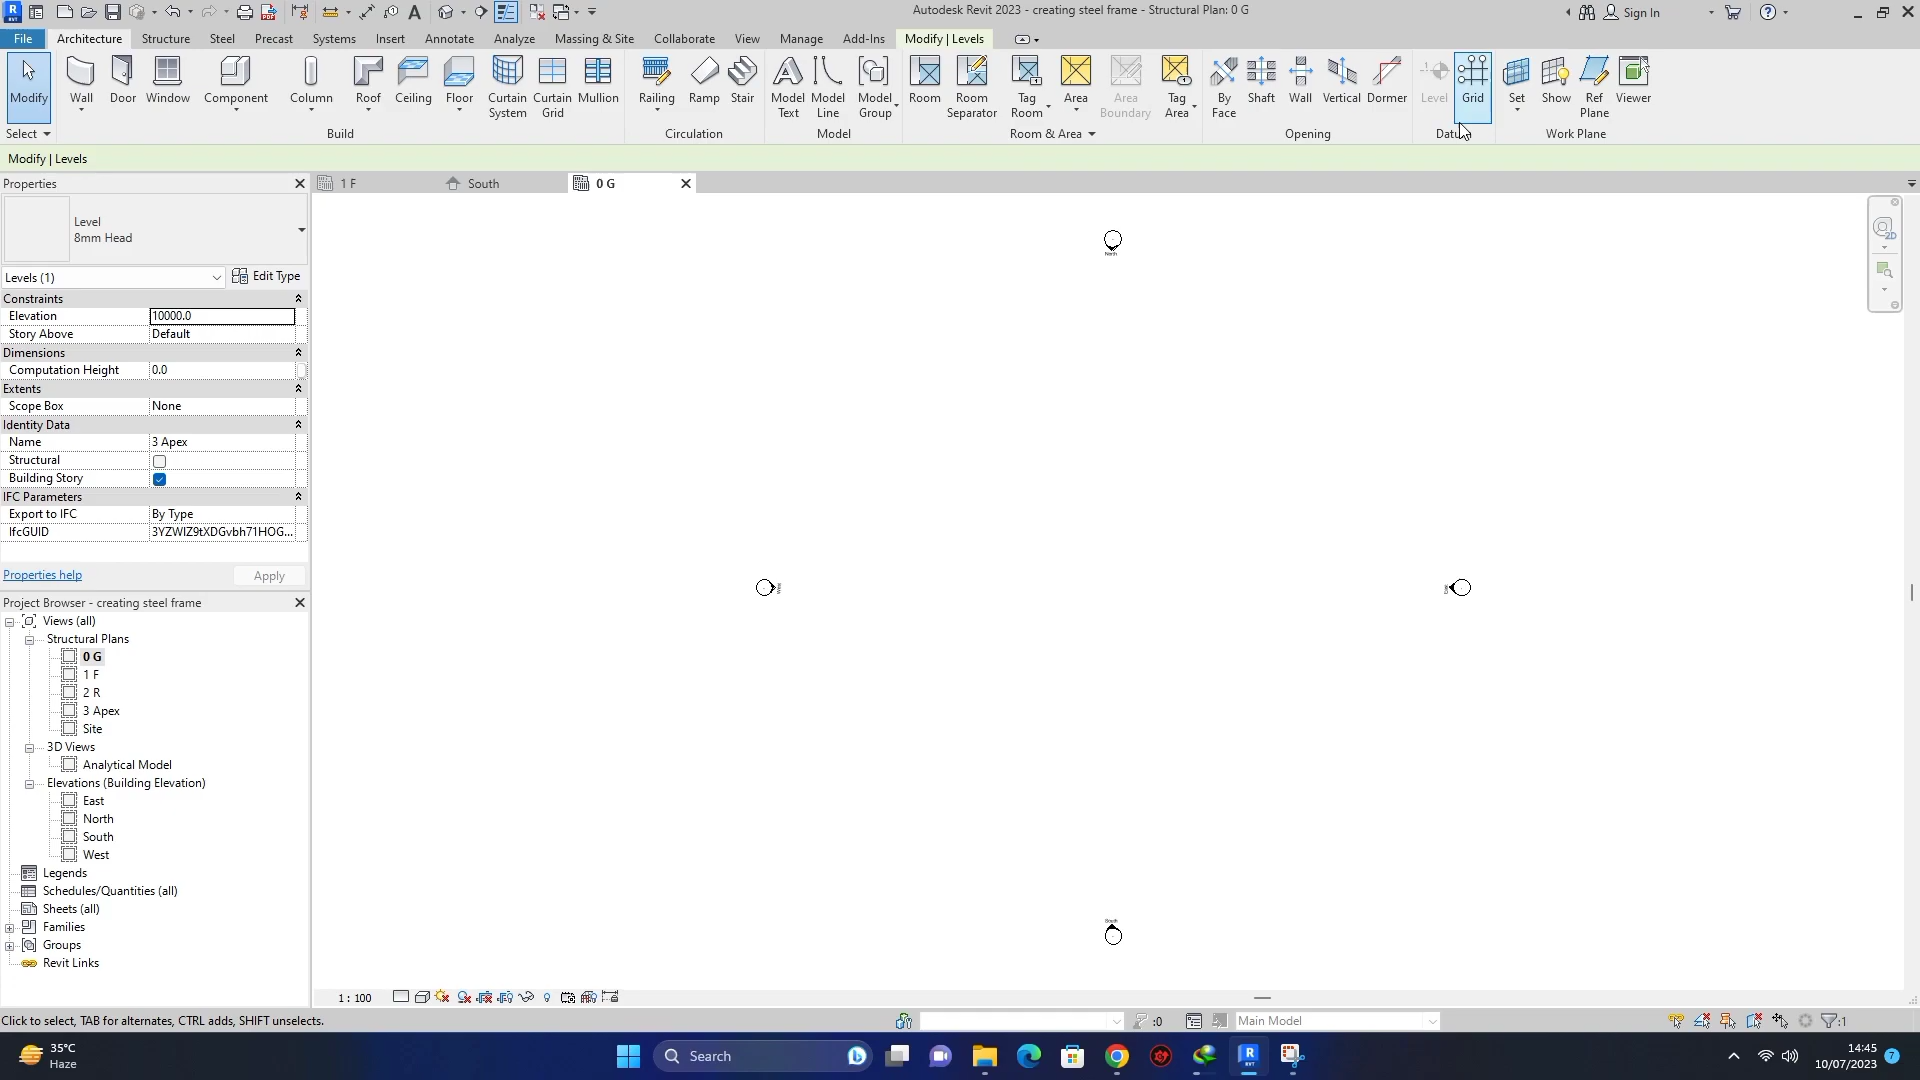 Autodesk Revit 2023 - creating steel frame - Structural Plan: 0 G
Sign In
File Architecture Structure Steel Precast Systems Insert Annotate Analyze Massing & Site Collaborate View Manage Add-Ins Modify | Levels
Modify Wall Door Window Component Column Roof Ceiling Floor Curtain System Curtain Grid Mullion Railing Ramp Stair Model Text Model Line Model Group Room Room Separator Tag Room Area Area Boundary Tag Area By Face Shaft Wall Vertical Dormer Level Grid Set Show Ref Plane Viewer
Select Build Circulation Model Room & Area Opening Work Plane
Modify | Levels
Properties
1 F
South
0 G
Level
8mm Head
Levels (1)
Edit Type
Constraints
Elevation 10000.0
Story Above Default
Dimensions
Computation Height 0.0
Extents
Scope Box None
Identity Data
Name 3 Apex
Structural
Building Story
IFC Parameters
Export to IFC By Type
IfcGUID 3YZWIZ9tXDGvbh71HOG...
Properties help
Apply
Project Browser - creating steel frame
Views (all)
Structural Plans
0 G
1 F
2 R
3 Apex
Site
3D Views
Analytical Model
Elevations (Building Elevation)
East
North
South
West
Legends
Schedules/Quantities (all)
Sheets (all)
Families
Groups
Revit Links
North
South
1 : 100
Click to select, TAB for alternates, CTRL adds, SHIFT unselects.
:0
Main Model
:1
35°C
Haze
Search
14:45
10/07/2023
7